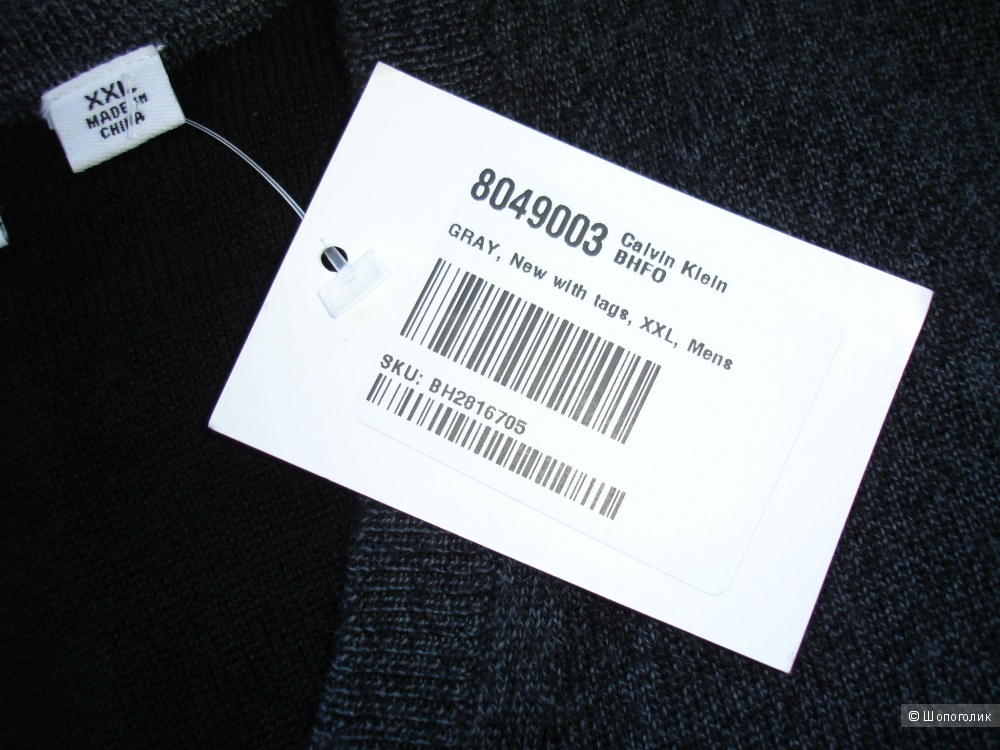 XXL
MADE IN
CHINA
8049003
Calvin Klein
BHFO
GRAY, New with tags, XXL, Mens
SKU: BH2816705
© Шопоголик